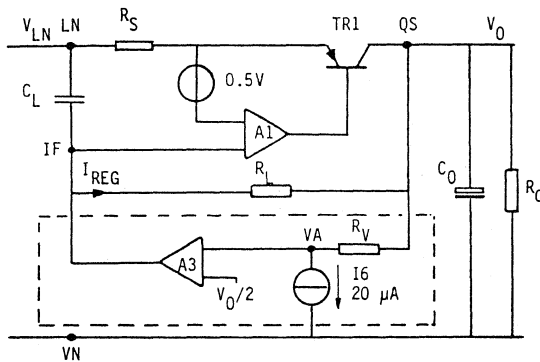 V_LN LN R_S TR1 QS V_O
0.5V
C_L
A1
IF
I_REG R_L
C_O R_O
VA R_V
A3
I6
V_O/2 20 µA
VN